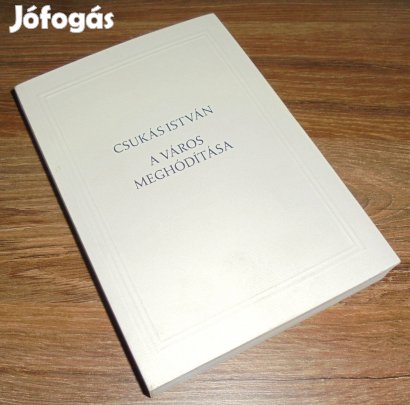 Jófogás
CSUKÁS ISTVÁN
A VÁROS
MEGHÓDÍTÁSA